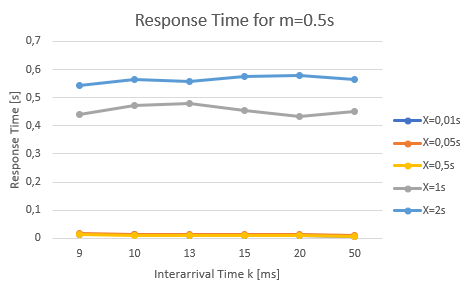 Response Time for m=0.5s
Response Time [s]
0,7
0,6
0,5
0,4
0,3
0,2
0,1
0
9 10 13 15 20 50
Interarrival Time k [ms]
X=0,01s
X=0,05s
X=0,5s
X=1s
X=2s